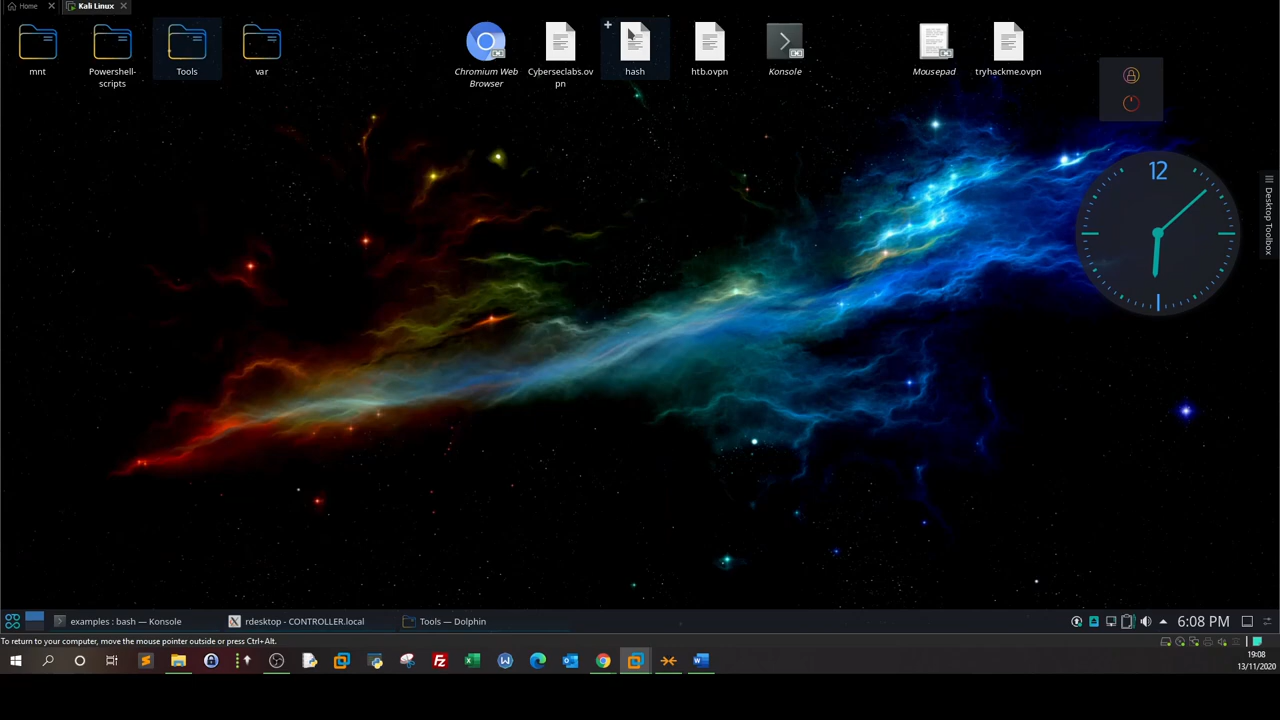 Home
Kali Linux
mnt
Powershell-
scripts
Tools
var
Chromium Web
Browser
Cyberseclabs.ov
pn
hash
htb.ovpn
Konsole
Mousepad
tryhackme.ovpn
12
Desktop Toolbox
examples : bash — Konsole
rdesktop - CONTROLLER.local
Tools — Dolphin
6:08 PM
To return to your computer, move the mouse pointer outside or press Ctrl+Alt.
19:08
13/11/2020